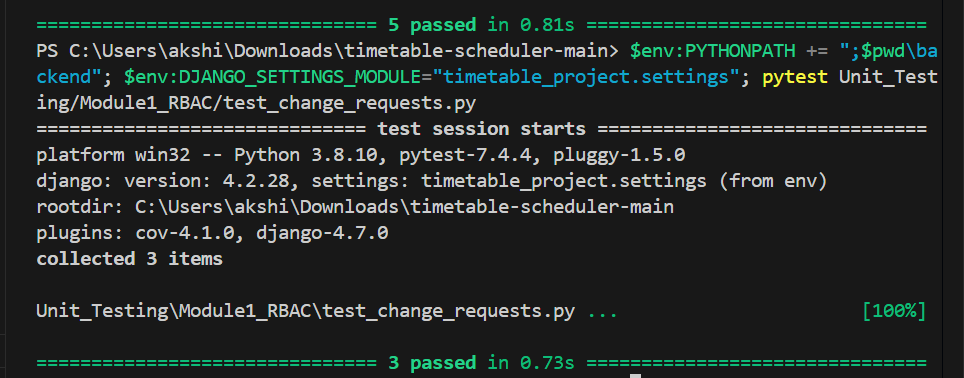 =============================== 5 passed in 0.81s ===============================
PS C:\Users\akshi\Downloads\timetable-scheduler-main> $env:PYTHONPATH += ";$pwd\ba
ckend"; $env:DJANGO_SETTINGS_MODULE="timetable_project.settings"; pytest Unit_Test
ing/Module1_RBAC/test_change_requests.py
============================== test session starts ==============================
platform win32 -- Python 3.8.10, pytest-7.4.4, pluggy-1.5.0
django: version: 4.2.28, settings: timetable_project.settings (from env)
rootdir: C:\Users\akshi\Downloads\timetable-scheduler-main
plugins: cov-4.1.0, django-4.7.0
collected 3 items
Unit_Testing\Module1_RBAC\test_change_requests.py ... [100%]
=============================== 3 passed in 0.73s ===============================